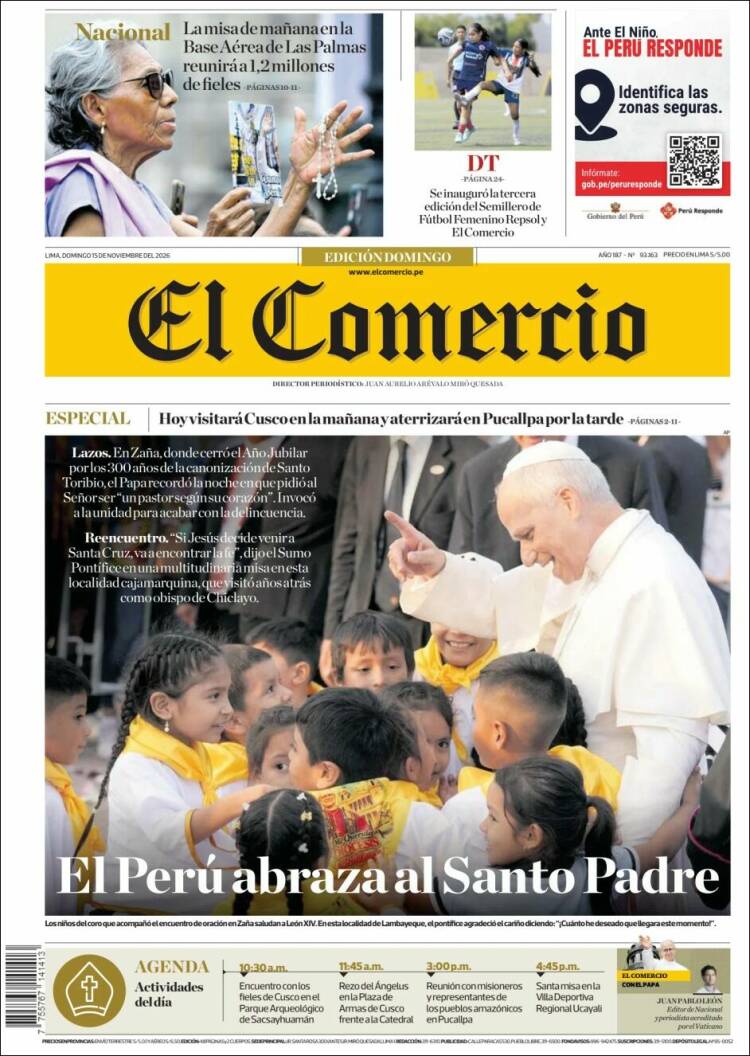 Nacional
La misa de mañana en la
Base Aérea de Las Palmas
reunirá a 1,2 millones
de fieles -PÁGINAS 10-11-
DT
-PÁGINA 24-
Se inauguró la tercera
edición del Semillero de
Fútbol Femenino Repsol y
El Comercio
Ante El Niño,
EL PERÚ RESPONDE
Identifica las
zonas seguras.
Infórmate:
gob.pe/peruresponde
Gobierno del Perú
Perú Responde
LIMA, DOMINGO 15 DE NOVIEMBRE DEL 2026
EDICIÓN DOMINGO
AÑO 187 - Nº 93.163 PRECIO EN LIMA S/5.00
www.elcomercio.pe
El Comercio
DIRECTOR PERIODÍSTICO: JUAN AURELIO ARÉVALO MIRÓ QUESADA
ESPECIAL
Hoy visitará Cusco en la mañana y aterrizará en Pucallpa por la tarde -PÁGINAS 2-11-
AP
Lazos. En Zaña, donde cerró el Año Jubilar
por los 300 años de la canonización de Santo
Toribio, el Papa recordó la noche en que pidió al
Señor ser “un pastor según su corazón”. Invocó
a la unidad para acabar con la delincuencia.
Reencuentro. “Si Jesús decide venir a
Santa Cruz, va a encontrar la fe”, dijo el Sumo
Pontífice en una multitudinaria misa en esta
localidad cajamarquina, que visitó años atrás
como obispo de Chiclayo.
El Perú abraza al Santo Padre
Los niños del coro que acompañó el encuentro de oración en Zaña saludan a León XIV. En esta localidad de Lambayeque, el pontífice agradeció el cariño diciendo: “¡Cuánto he deseado que llegara este momento!”.
7 755767 141413
AGENDA
Actividades
del día
10:30 a.m.
Encuentro con los
fieles de Cusco en el
Parque Arqueológico
de Sacsayhuamán
11:45 a.m.
Rezo del Ángelus
en la Plaza de
Armas de Cusco
frente a la Catedral
3:00 p.m.
Reunión con misioneros
y representantes de
los pueblos amazónicos
en Pucallpa
4:45 p.m.
Santa misa en la
Villa Deportiva
Regional Ucayali
EL COMERCIO
CON EL PAPA
JUAN PABLO LEÓN
Editor de Nacional
y periodista acreditado
por el Vaticano